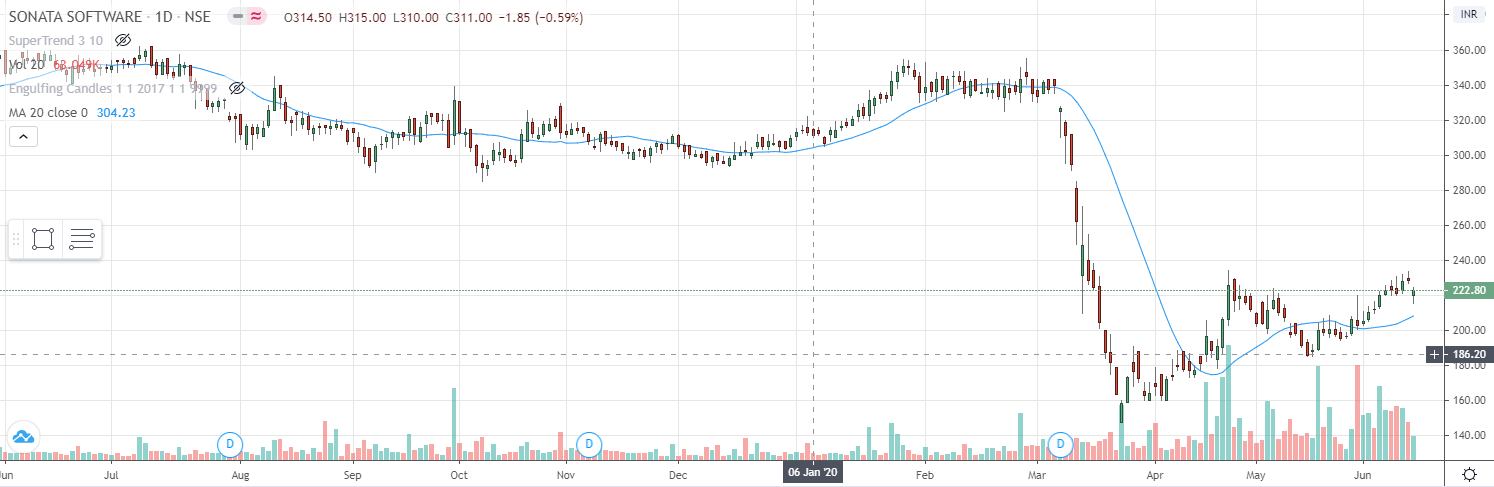 SONATA SOFTWARE · 1D · NSE O314.50 H315.00 L310.00 C311.00 −1.85 (−0.59%)
SuperTrend 3 10
Vol 20 63.049K
Engulfing Candles 1 1 2017 1 1 9999
MA 20 close 0 304.23
INR
360.00
340.00
320.00
300.00
280.00
260.00
240.00
222.80
200.00
186.20
180.00
160.00
140.00
D D D
Jun Jul Aug Sep Oct Nov Dec 06 Jan '20 Feb Mar Apr May Jun